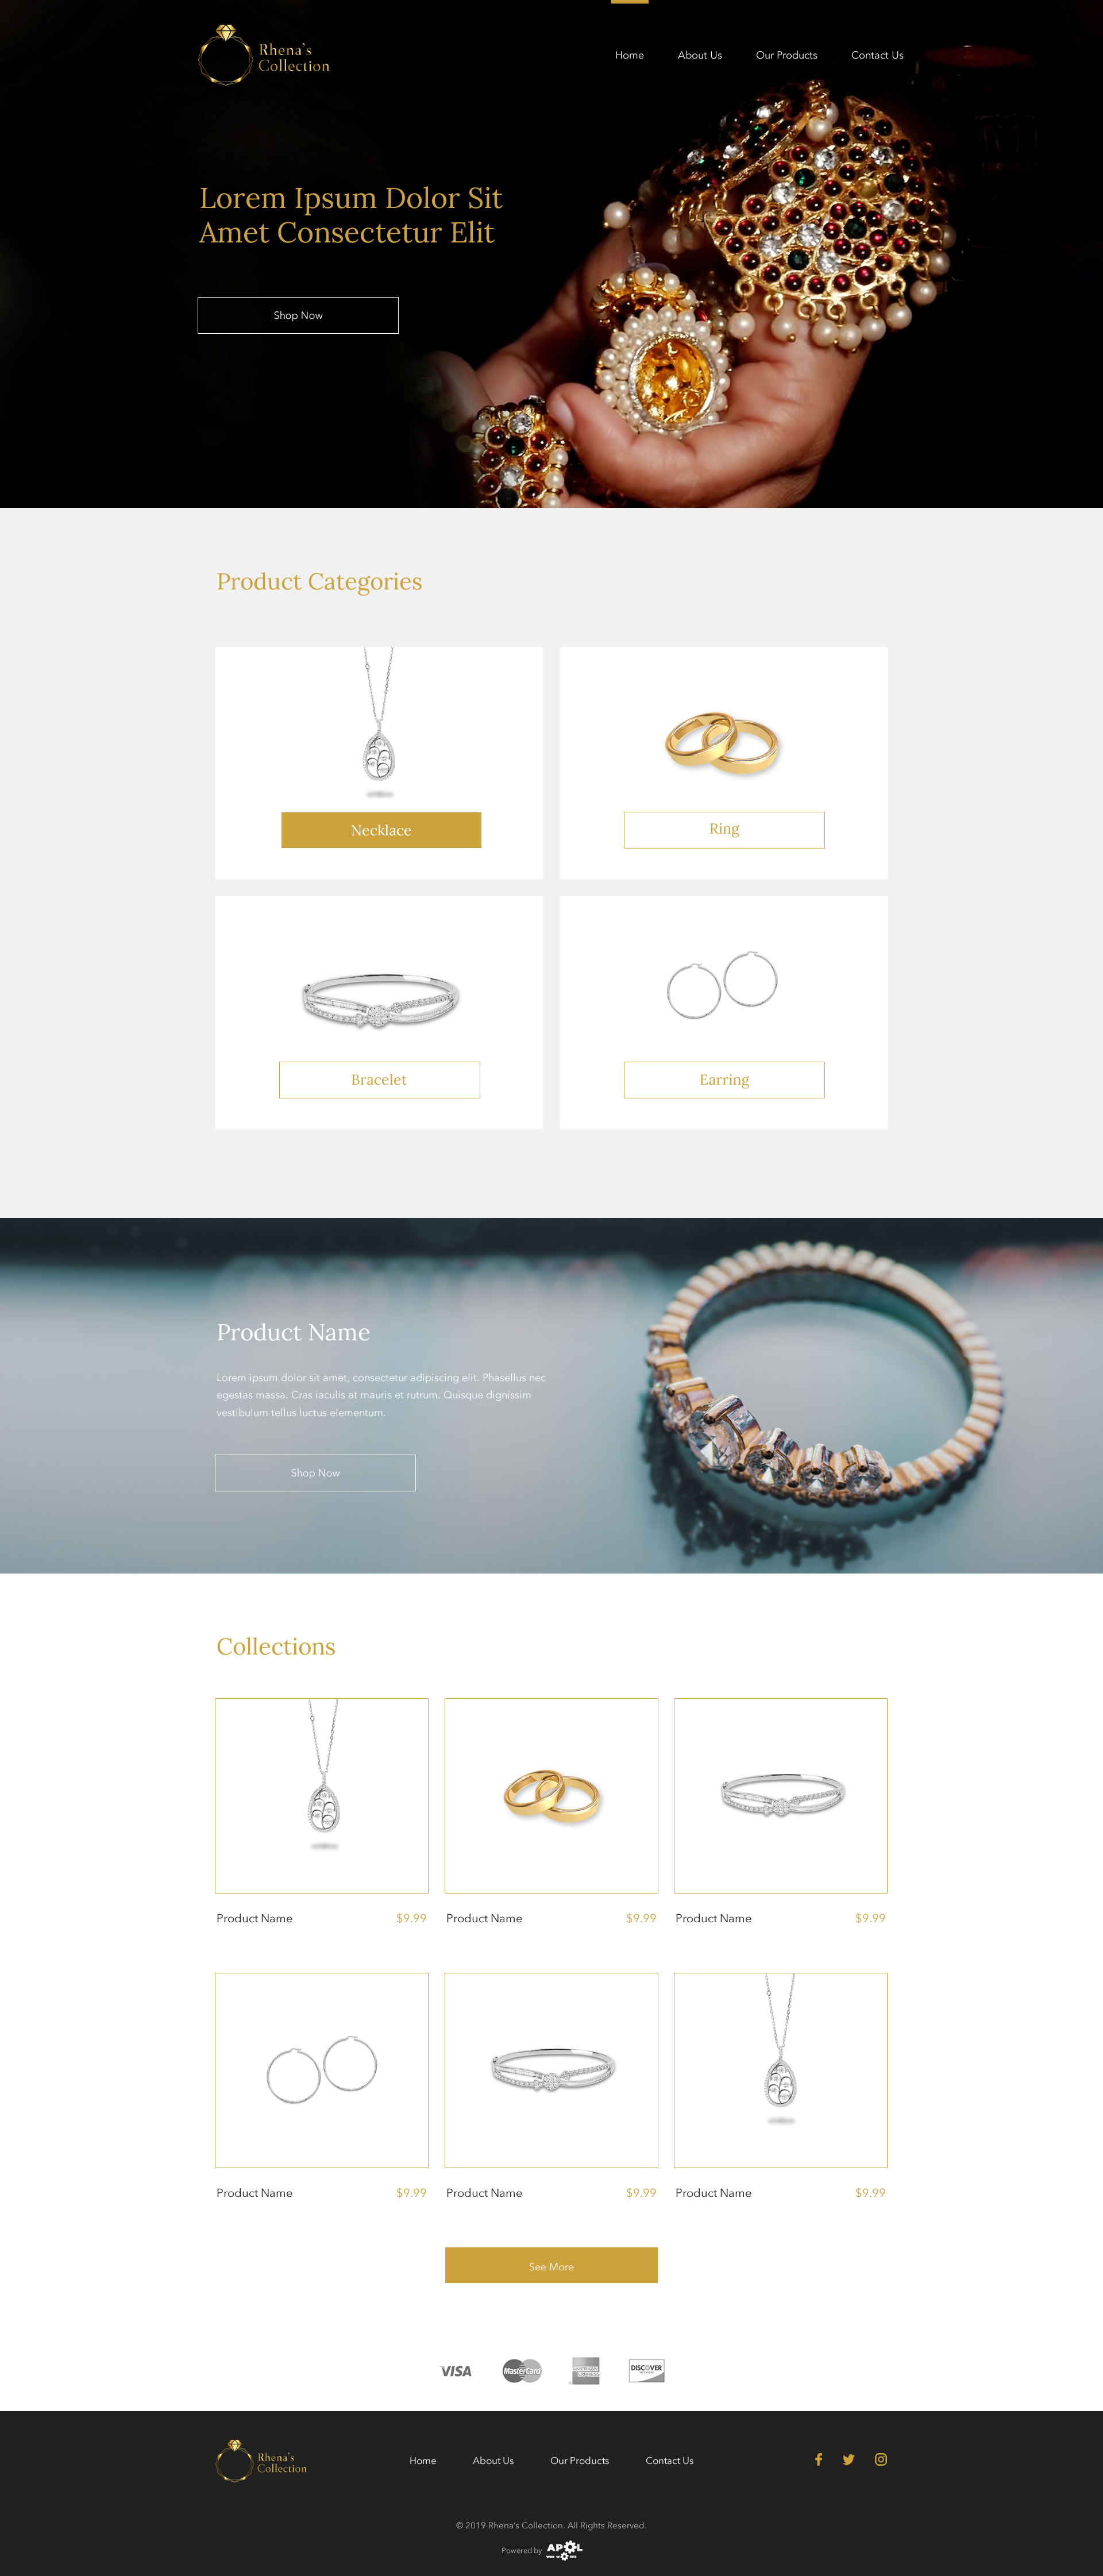 Rhena's
Collection
Home
About Us
Our Products
Contact Us
Lorem Ipsum Dolor Sit
Amet Consectetur Elit
Shop Now
Product Categories
Necklace
Ring
Bracelet
Earring
Product Name
Lorem ipsum dolor sit amet, consectetur adipiscing elit. Phasellus nec
egestas massa. Cras iaculis at mauris et rutrum. Quisque dignissim
vestibulum tellus luctus elementum.
Shop Now
Collections
Product Name $9.99
Product Name $9.99
Product Name $9.99
Product Name $9.99
Product Name $9.99
Product Name $9.99
See More
VISA
MasterCard
AMERICAN
EXPRESS
DISCOVER
NETWORK
Rhena's
Collection
Home
About Us
Our Products
Contact Us
© 2019 Rhena's Collection. All Rights Reserved.
Powered by